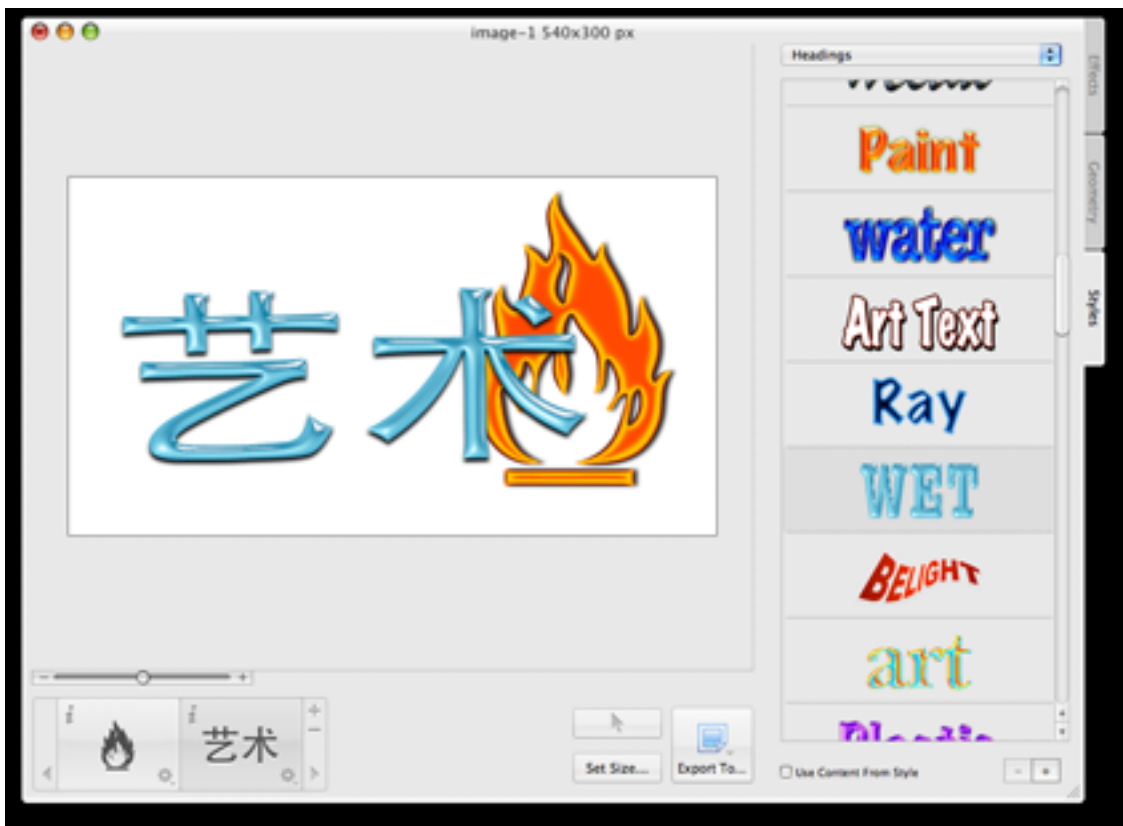 image-1 540x300 px
Headings
Effects
Paint
Geometry
water
Styles
Art Text
艺术
Ray
WET
BELIGHT
art
Plastic
艺术
Set Size...
Export To...
Use Content From Style